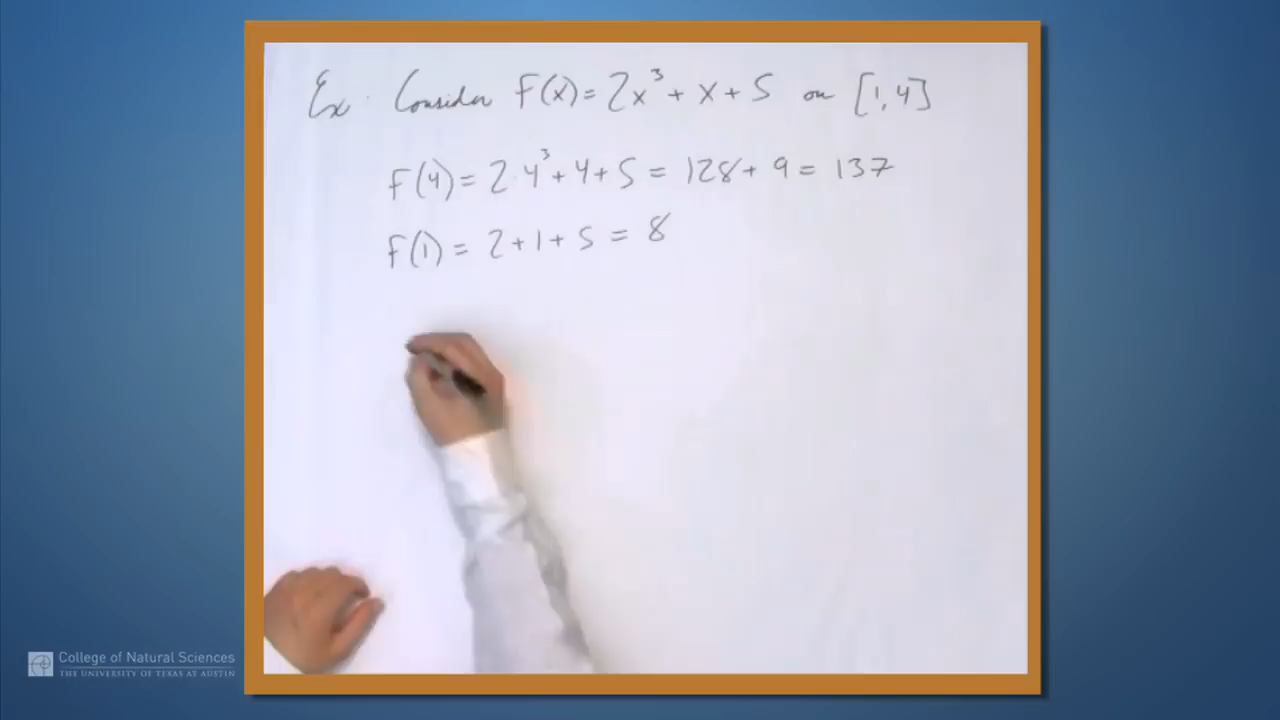 Ex. Consider F(x) = 2x³ + x + 5 on [1,4]
F(4) = 2·4³ + 4 + 5 = 128 + 9 = 137
F(1) = 2 + 1 + 5 = 8
College of Natural Sciences
THE UNIVERSITY OF TEXAS AT AUSTIN